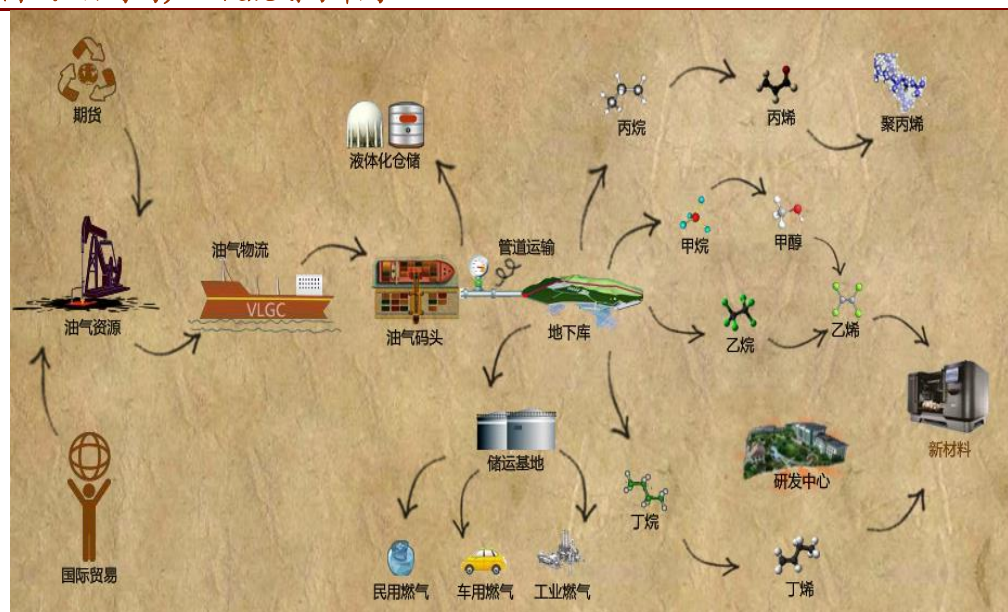 期货
液体化仓储
丙烷
丙烯
聚丙烯
油气资源
油气物流
VLGC
油气码头
管道运输
地下库
甲烷
甲醇
乙烷
乙烯
新材料
储运基地
研发中心
丁烷
丁烯
国际贸易
民用燃气
车用燃气
工业燃气